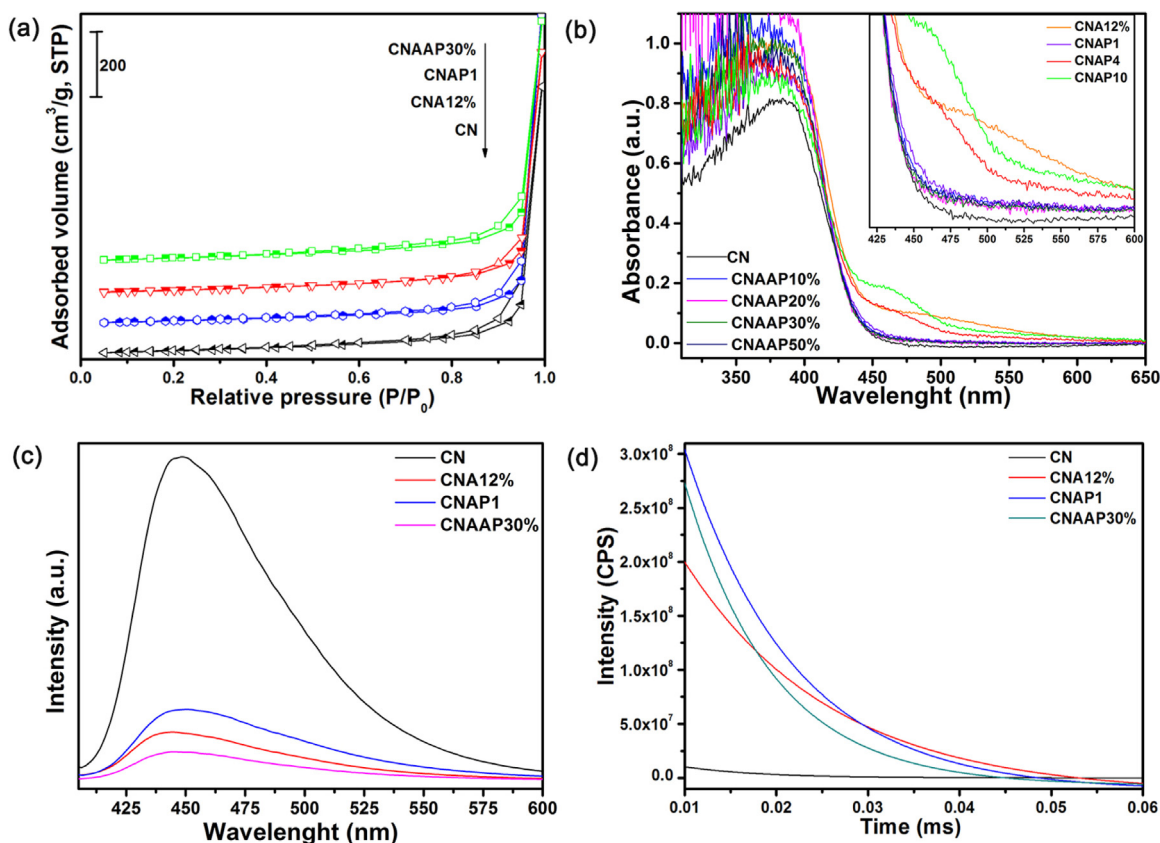 (a)
200
CNAAP30%
CNAP1
CNA12%
CN
Adsorbed volume (cm³/g, STP)
0.0 0.2 0.4 0.6 0.8 1.0
Relative pressure (P/P₀)
(b)
CNA12%
CNAP1
CNAP4
CNAP10
425 450 475 500 525 550 575 600
1.0
0.8
0.6
0.4
0.2
0.0
Absorbance (a.u.)
CN
CNAAP10%
CNAAP20%
CNAAP30%
CNAAP50%
350 400 450 500 550 600 650
Wavelenght (nm)
(c)
CN
CNA12%
CNAP1
CNAAP30%
Intensity (a.u.)
425 450 475 500 525 550 575 600
Wavelenght (nm)
(d)
CN
CNA12%
CNAP1
CNAAP30%
3.0x10⁸
2.5x10⁸
2.0x10⁸
1.5x10⁸
1.0x10⁸
5.0x10⁷
0.0
Intensity (CPS)
0.01 0.02 0.03 0.04 0.05 0.06
Time (ms)